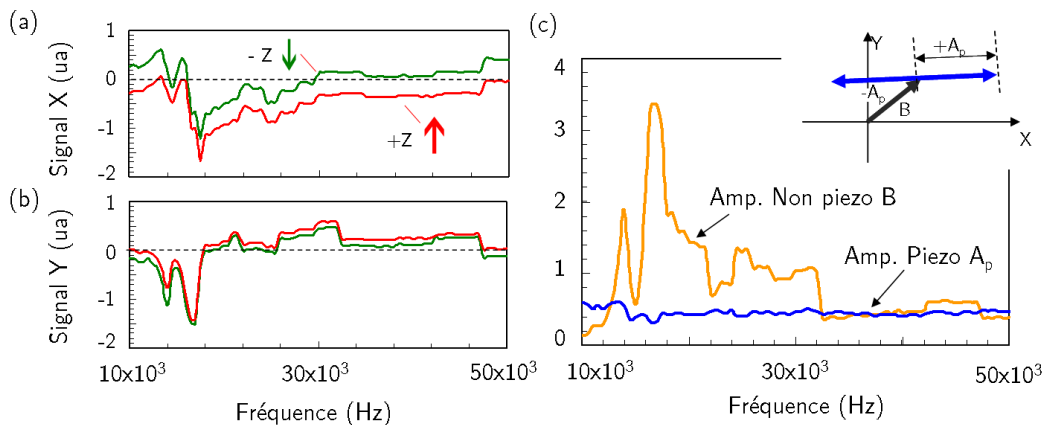 (a)
Signal X (ua)
1
0
-1
-2
- Z
+Z
(b)
Signal Y (ua)
1
0
-1
-2
10x10³
30x10³
50x10³
Fréquence (Hz)
(c)
4
3
2
1
0
Y
+Aₚ
-Aₚ
B
X
Amp. Non piezo B
Amp. Piezo Aₚ
10x10³
30x10³
50x10³
Fréquence (Hz)